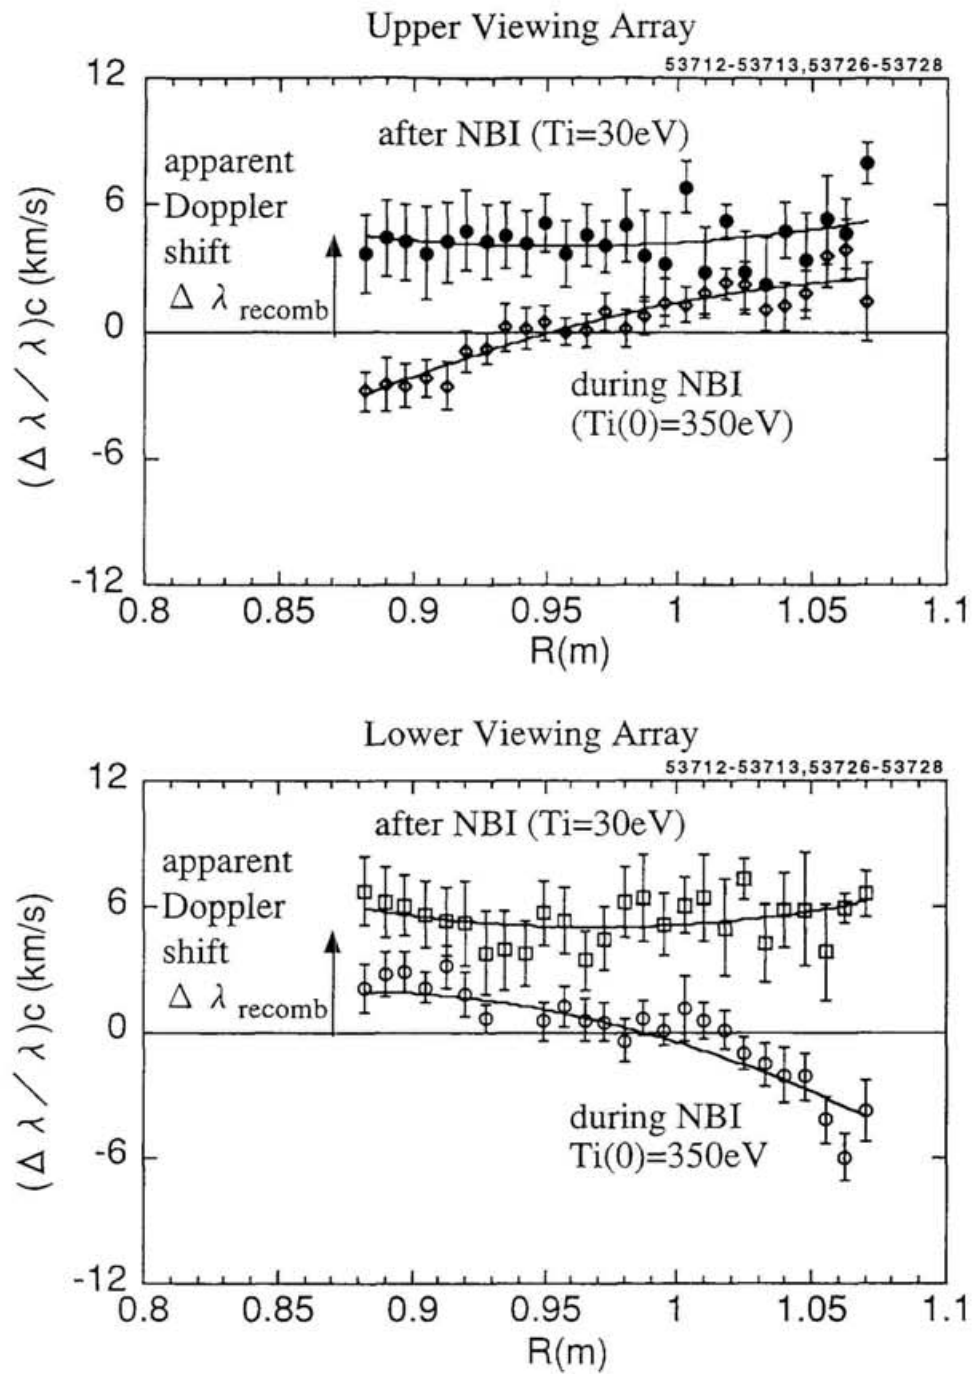 Upper Viewing Array
53712-53713,53726-53728
12
6
0
-6
-12
(Δ λ / λ)c (km/s)
after NBI (Ti=30eV)
apparent
Doppler
shift
Δ λ recomb
during NBI
(Ti(0)=350eV)
0.8 0.85 0.9 0.95 1 1.05 1.1
R(m)
Lower Viewing Array
53712-53713,53726-53728
12
6
0
-6
-12
(Δ λ / λ)c (km/s)
after NBI (Ti=30eV)
apparent
Doppler
shift
Δ λ recomb
during NBI
Ti(0)=350eV
0.8 0.85 0.9 0.95 1 1.05 1.1
R(m)